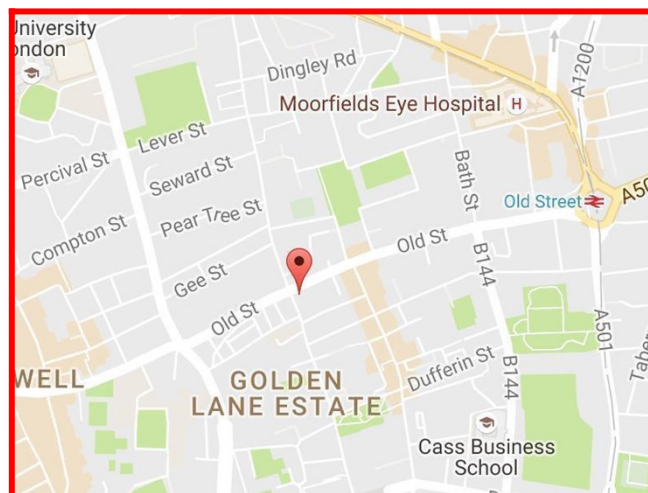 University
ondon
Dingley Rd
A1200
Moorfields Eye Hospital
H
Lever St
Percival St
Seward St
Bath St
Old Street
A50
Compton St
Pear Tree St
Old St
Gee St
B144
Old St
A501
WELL
GOLDEN
LANE ESTATE
Dufferin St
B144
Taber
Cass Business
School